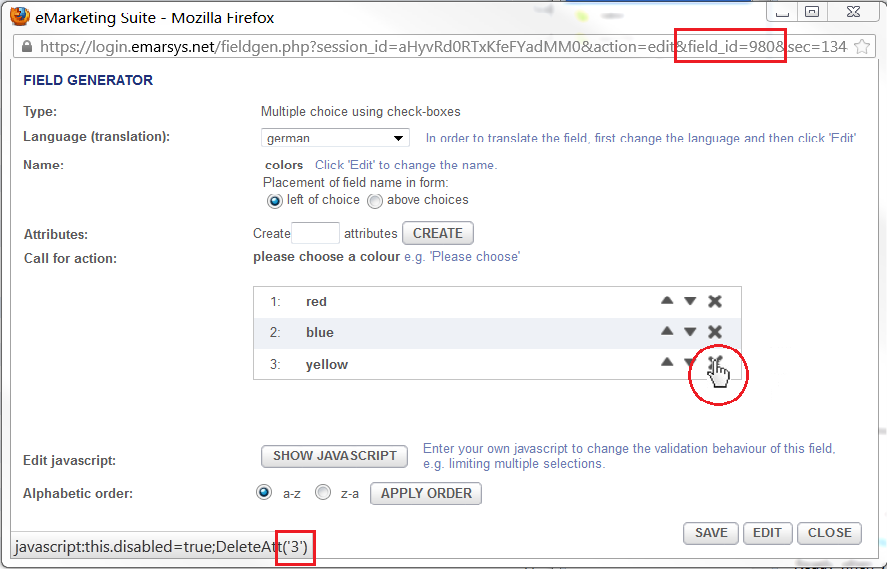 eMarketing Suite - Mozilla Firefox
https://login.emarsys.net/fieldgen.php?session_id=aHyvRd0RTxKfeFYadMM0&action=edit&field_id=980&sec=134
FIELD GENERATOR
Type: Multiple choice using check-boxes
Language (translation): german In order to translate the field, first change the language and then click 'Edit'
Name: colors Click 'Edit' to change the name.
Placement of field name in form:
left of choice above choices
Attributes: Create attributes CREATE
Call for action: please choose a colour e.g. 'Please choose'
1: red
2: blue
3: yellow
Edit javascript: SHOW JAVASCRIPT Enter your own javascript to change the validation behaviour of this field,
e.g. limiting multiple selections.
Alphabetic order: a-z z-a APPLY ORDER
SAVE EDIT CLOSE
javascript:this.disabled=true;DeleteAtt('3')